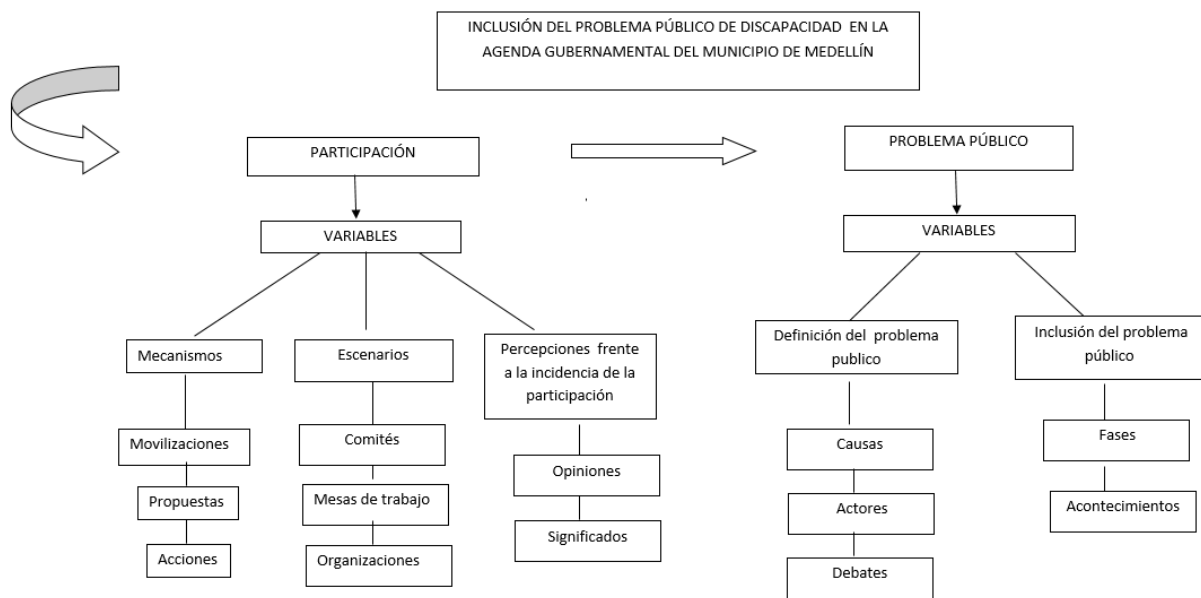 INCLUSIÓN DEL PROBLEMA PÚBLICO DE DISCAPACIDAD EN LA
AGENDA GUBERNAMENTAL DEL MUNICIPIO DE MEDELLÍN
PARTICIPACIÓN
PROBLEMA PÚBLICO
VARIABLES
VARIABLES
Mecanismos
Escenarios
Percepciones frente
a la incidencia de la
participación
Definición del problema
publico
Inclusión del problema
público
Movilizaciones
Propuestas
Acciones
Comités
Mesas de trabajo
Organizaciones
Opiniones
Significados
Causas
Actores
Debates
Fases
Acontecimientos